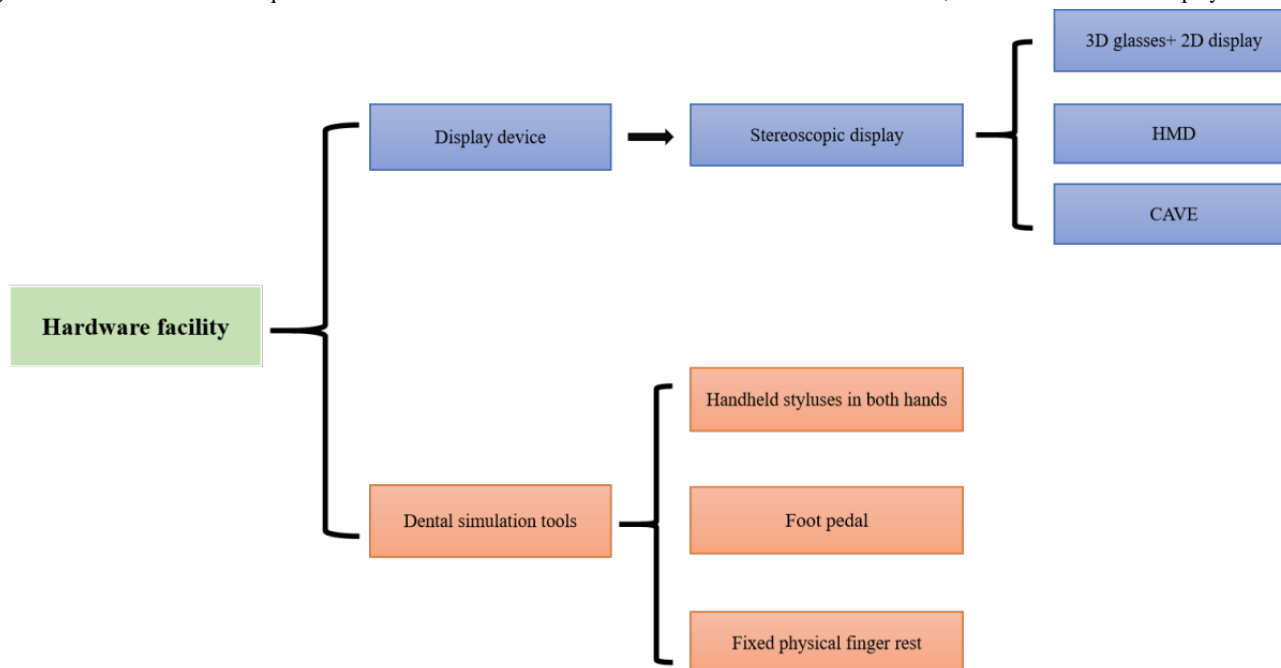 3D glasses+ 2D display
Display device
Stereoscopic display
HMD
CAVE
Hardware facility
Handheld styluses in both hands
Dental simulation tools
Foot pedal
Fixed physical finger rest